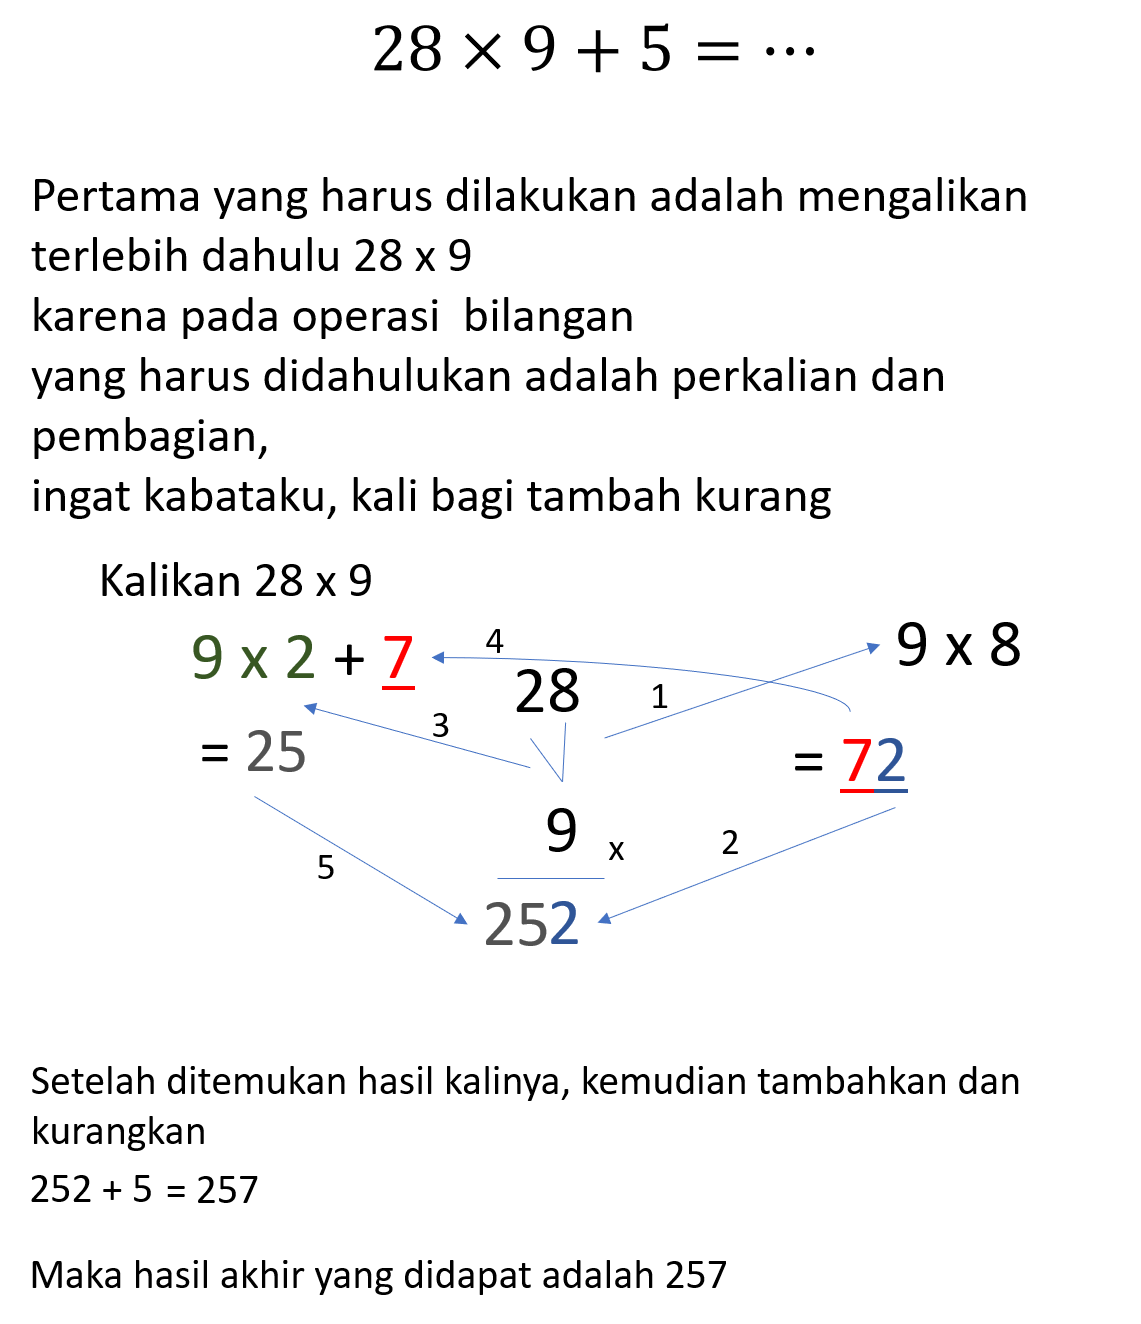 28 × 9 + 5 = ⋯
Pertama yang harus dilakukan adalah mengalikan
terlebih dahulu 28 x 9
karena pada operasi  bilangan
yang harus didahulukan adalah perkalian dan
pembagian,
ingat kabataku, kali bagi tambah kurang
Kalikan 28 x 9
9 x 2 + 7
4
28
1
9 x 8
3
= 25
= 72
9
x
2
5
252
Setelah ditemukan hasil kalinya, kemudian tambahkan dan
kurangkan
252 + 5 = 257
Maka hasil akhir yang didapat adalah 257